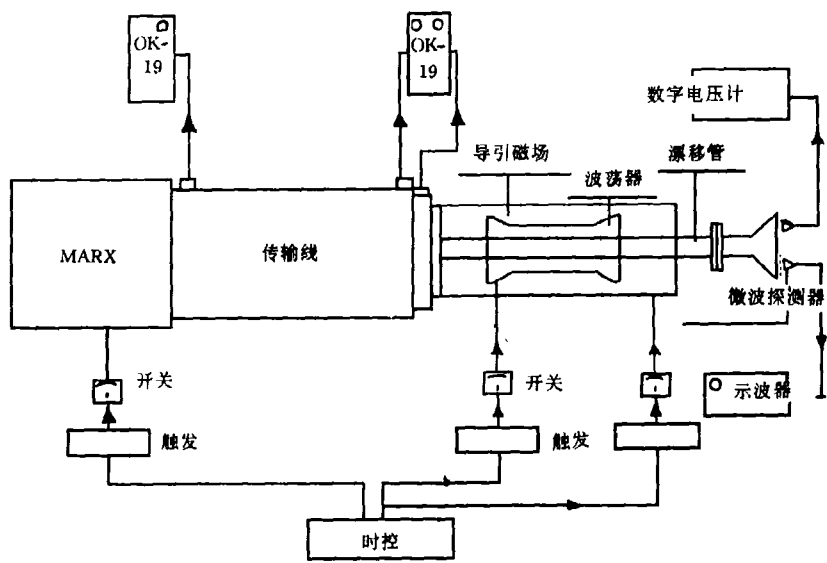 OK-
19
OK-
19
数字电压计
导引磁场
漂移管
波荡器
MARX
传输线
微波探测器
开关
开关
示波器
触发
触发
时控